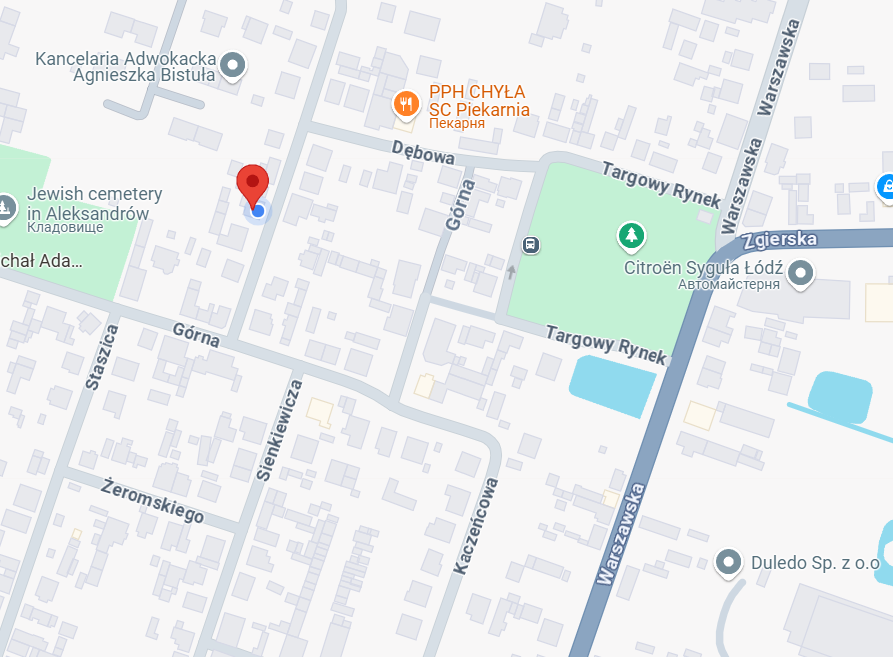 Warszawska
Kancelaria Adwokacka
Agnieszka Bistuła
PPH CHYŁA
SC Piekarnia
Пекарня
Dębowa
Warszawska
Targowy Rynek
Jewish cemetery
in Aleksandrów
Кладовище
Górna
Zgierska
chał Ada...
Citroën Syguła Łódź
Автомайстерня
Górna
Targowy Rynek
Staszica
Sienkiewicza
Żeromskiego
Kaczeńcowa
Warszawska
Duledo Sp. z o.o